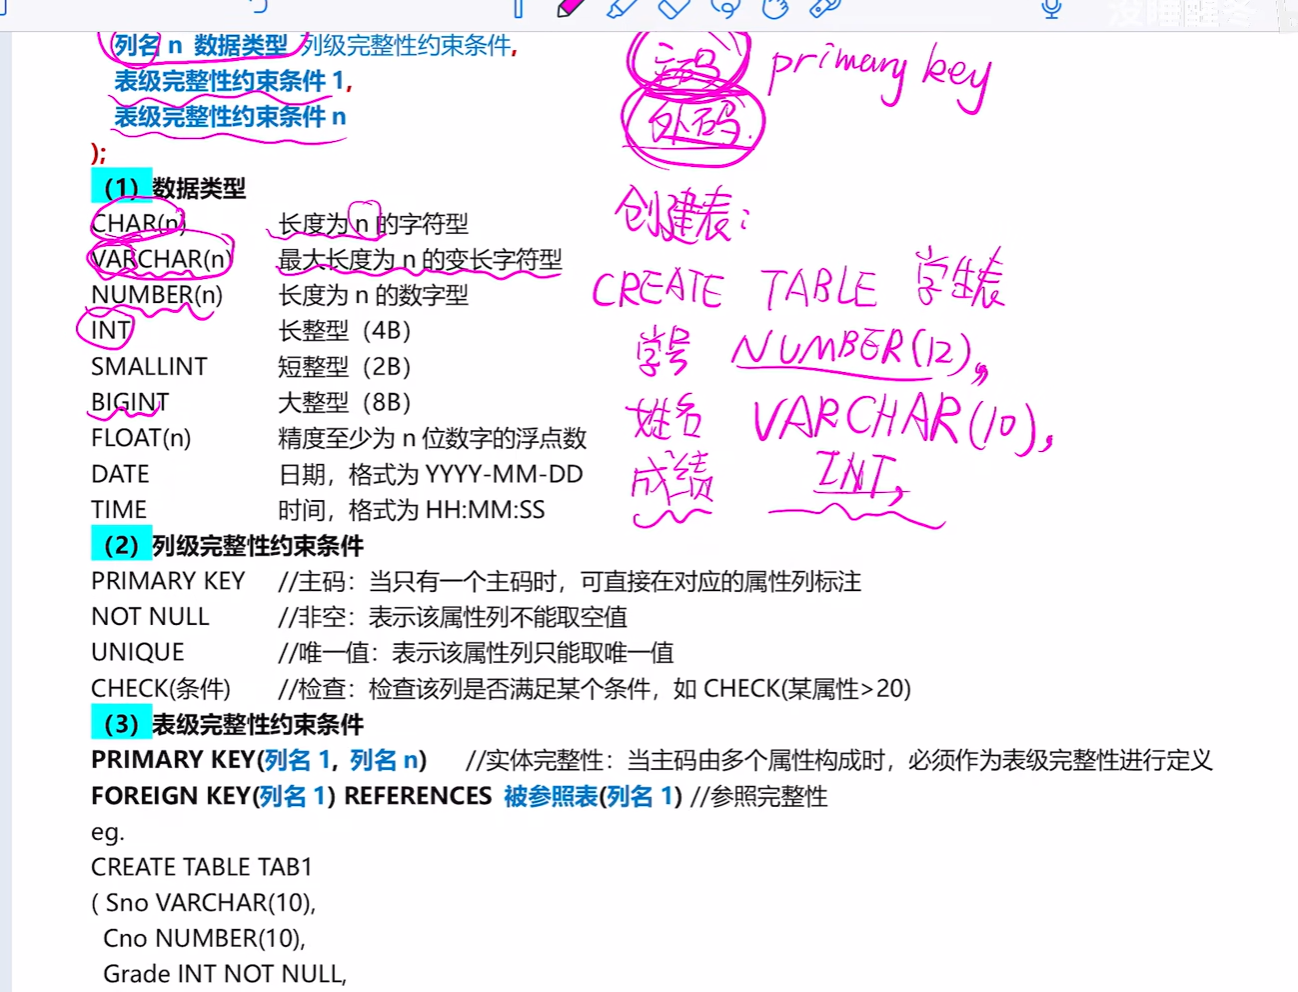 列名 n 数据类型 列级完整性约束条件,
表级完整性约束条件 1,
表级完整性约束条件 n
);
主码 primary key
外码
(1) 数据类型
CHAR(n) 长度为 n 的字符型
VARCHAR(n) 最大长度为 n 的变长字符型
NUMBER(n) 长度为 n 的数字型
INT 长整型（4B）
SMALLINT 短整型（2B）
BIGINT 大整型（8B）
FLOAT(n) 精度至少为 n 位数字的浮点数
DATE 日期，格式为 YYYY-MM-DD
TIME 时间，格式为 HH:MM:SS
创建表：
CREATE TABLE 学生表
学号 NUMBER(12),
姓名 VARCHAR(10),
成绩 INT,
(2) 列级完整性约束条件
PRIMARY KEY //主码：当只有一个主码时，可直接在对应的属性列标注
NOT NULL //非空：表示该属性列不能取空值
UNIQUE //唯一值：表示该属性列只能取唯一值
CHECK(条件) //检查：检查该列是否满足某个条件，如 CHECK(某属性>20)
(3) 表级完整性约束条件
PRIMARY KEY(列名 1, 列名 n) //实体完整性：当主码由多个属性构成时，必须作为表级完整性进行定义
FOREIGN KEY(列名 1) REFERENCES 被参照表(列名 1) //参照完整性
eg.
CREATE TABLE TAB1
( Sno VARCHAR(10),
Cno NUMBER(10),
Grade INT NOT NULL,